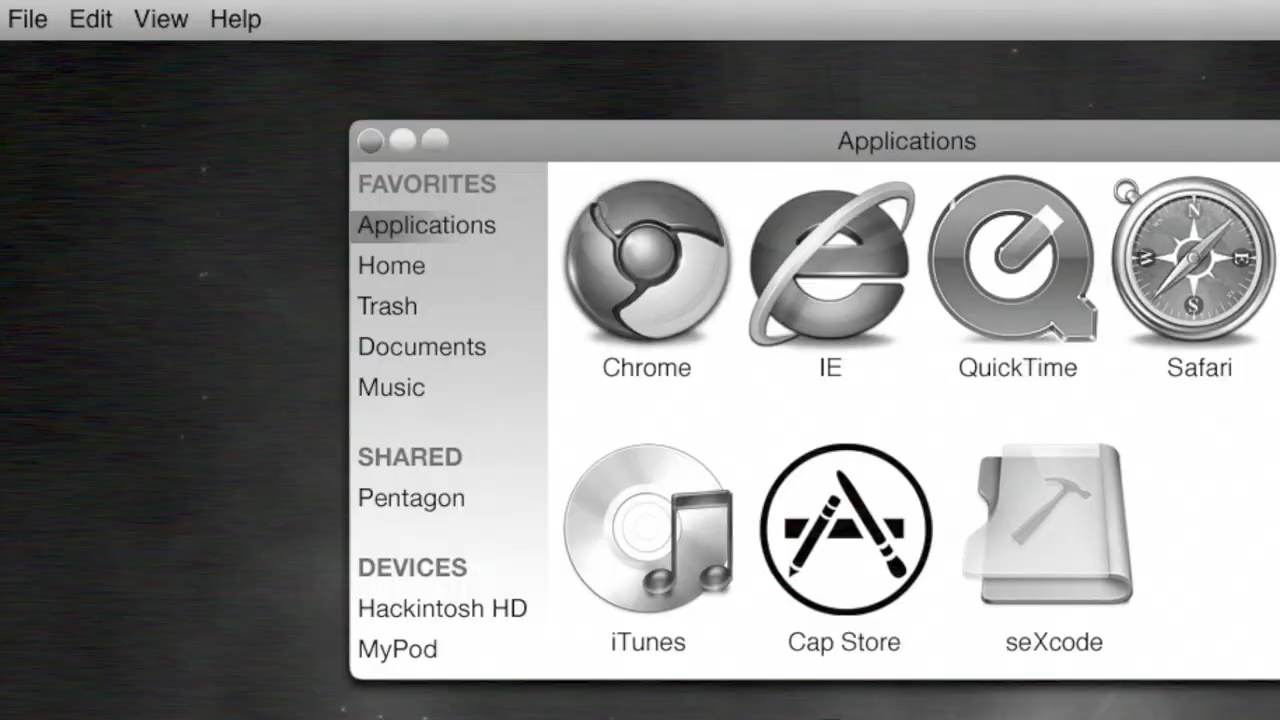 File Edit View Help
Applications
FAVORITES
Applications
Home
Trash
Documents
Music
SHARED
Pentagon
DEVICES
Hackintosh HD
MyPod
N
W E
S
Chrome IE QuickTime Safari
iTunes Cap Store seXcode